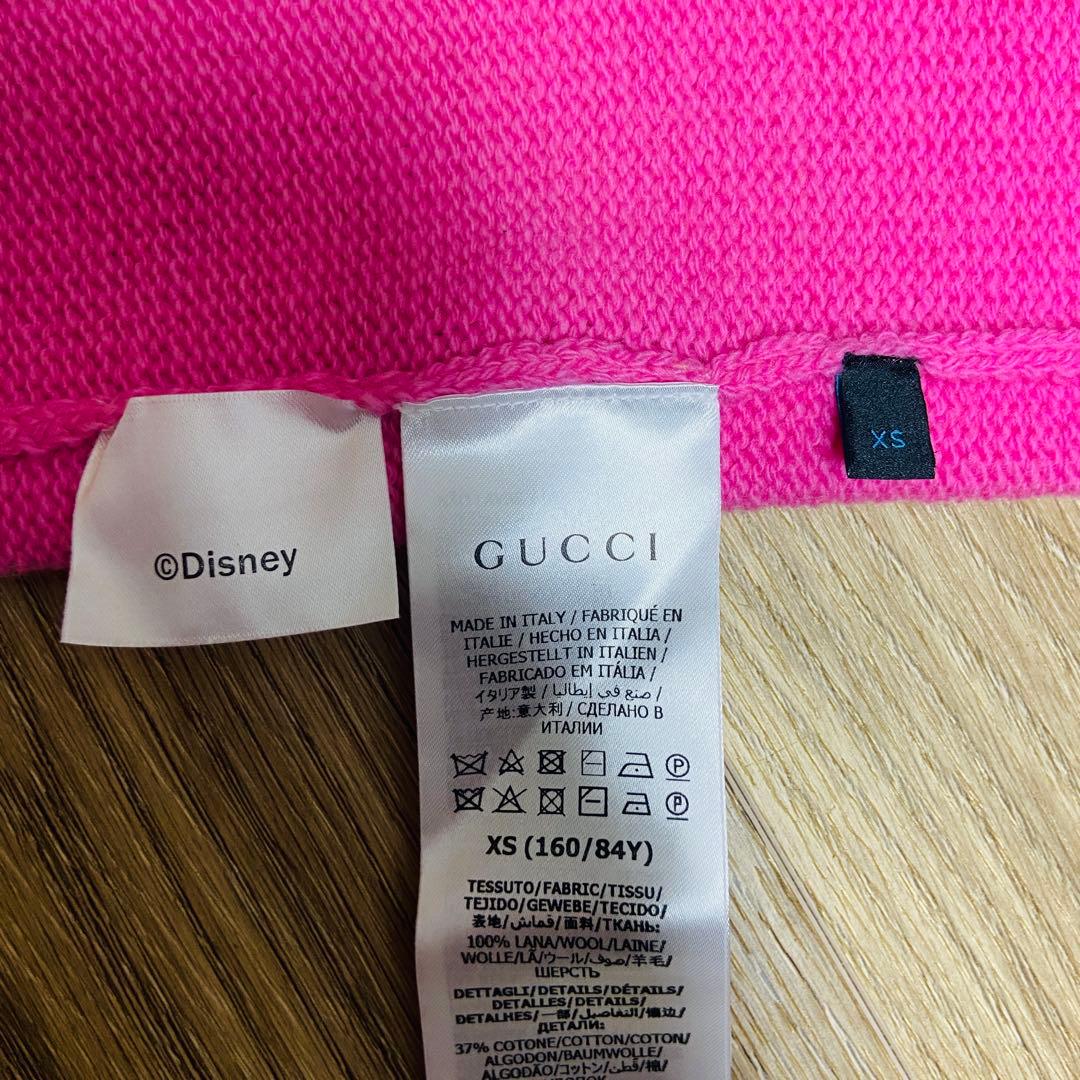 ©Disney
GUCCI
MADE IN ITALY / FABRIQUÉ EN
ITALIE / HECHO EN ITALIA /
HERGESTELLT IN ITALIEN /
FABRICADO EM ITÁLIA /
イタリア製 / صنع في إيطاليا /
产地:意大利 / СДЕЛАНО В
ИТАЛИИ
XS (160/84Y)
TESSUTO/FABRIC/TISSU/
TEJIDO/GEWEBE/TECIDO/
表地/قماش/面料/ТКАНЬ:
100% LANA/WOOL/LAINE/
WOLLE/LÃ/ウール/صوف/羊毛/
ШЕРСТЬ
DETTAGLI/DETAILS/DÉTAILS/
DETALLES/DETAILS/
DETALHES/一部/التفاصيل/镶边/
ДЕТАЛИ:
37% COTONE/COTTON/COTON/
ALGODON/BAUMWOLLE/
ALGODÃO/コットン/قطن/棉/
XS